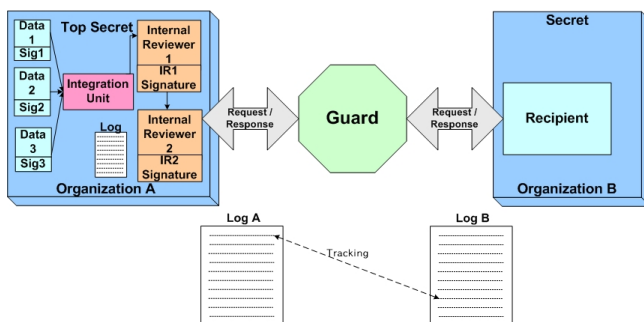 Data
1
Sig1
Top Secret
Internal
Reviewer
1
IR1
Signature
Data
2
Sig2
Integration
Unit
Data
3
Sig3
Log
Internal
Reviewer
2
IR2
Signature
Organization A
Request /
Response
Guard
Request /
Response
Secret
Recipient
Organization B
Log A
Log B
Tracking